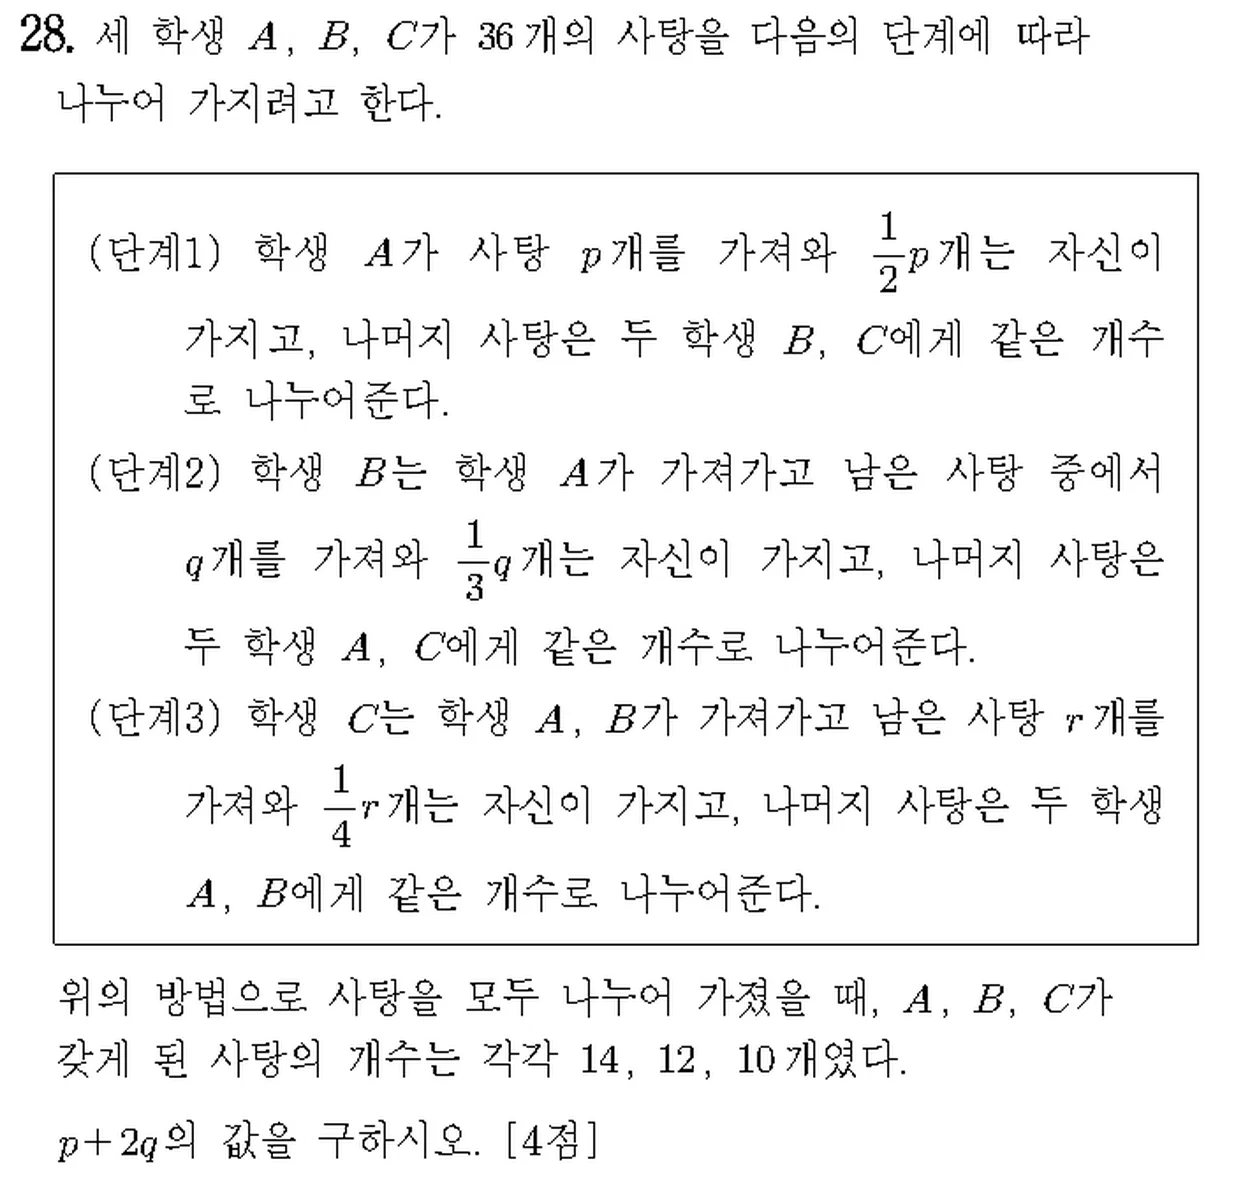 28. 세 학생 A, B, C가 36개의 사탕을 다음의 단계에 따라
나누어 가지려고 한다.
(단계1) 학생 A가 사탕 p개를 가져와 1/2 p개는 자신이
가지고, 나머지 사탕은 두 학생 B, C에게 같은 개수
로 나누어준다.
(단계2) 학생 B는 학생 A가 가져가고 남은 사탕 중에서
q개를 가져와 1/3 q개는 자신이 가지고, 나머지 사탕은
두 학생 A, C에게 같은 개수로 나누어준다.
(단계3) 학생 C는 학생 A, B가 가져가고 남은 사탕 r개를
가져와 1/4 r개는 자신이 가지고, 나머지 사탕은 두 학생
A, B에게 같은 개수로 나누어준다.
위의 방법으로 사탕을 모두 나누어 가졌을 때, A, B, C가
갖게 된 사탕의 개수는 각각 14, 12, 10개였다.
p+2q의 값을 구하시오. [4점]